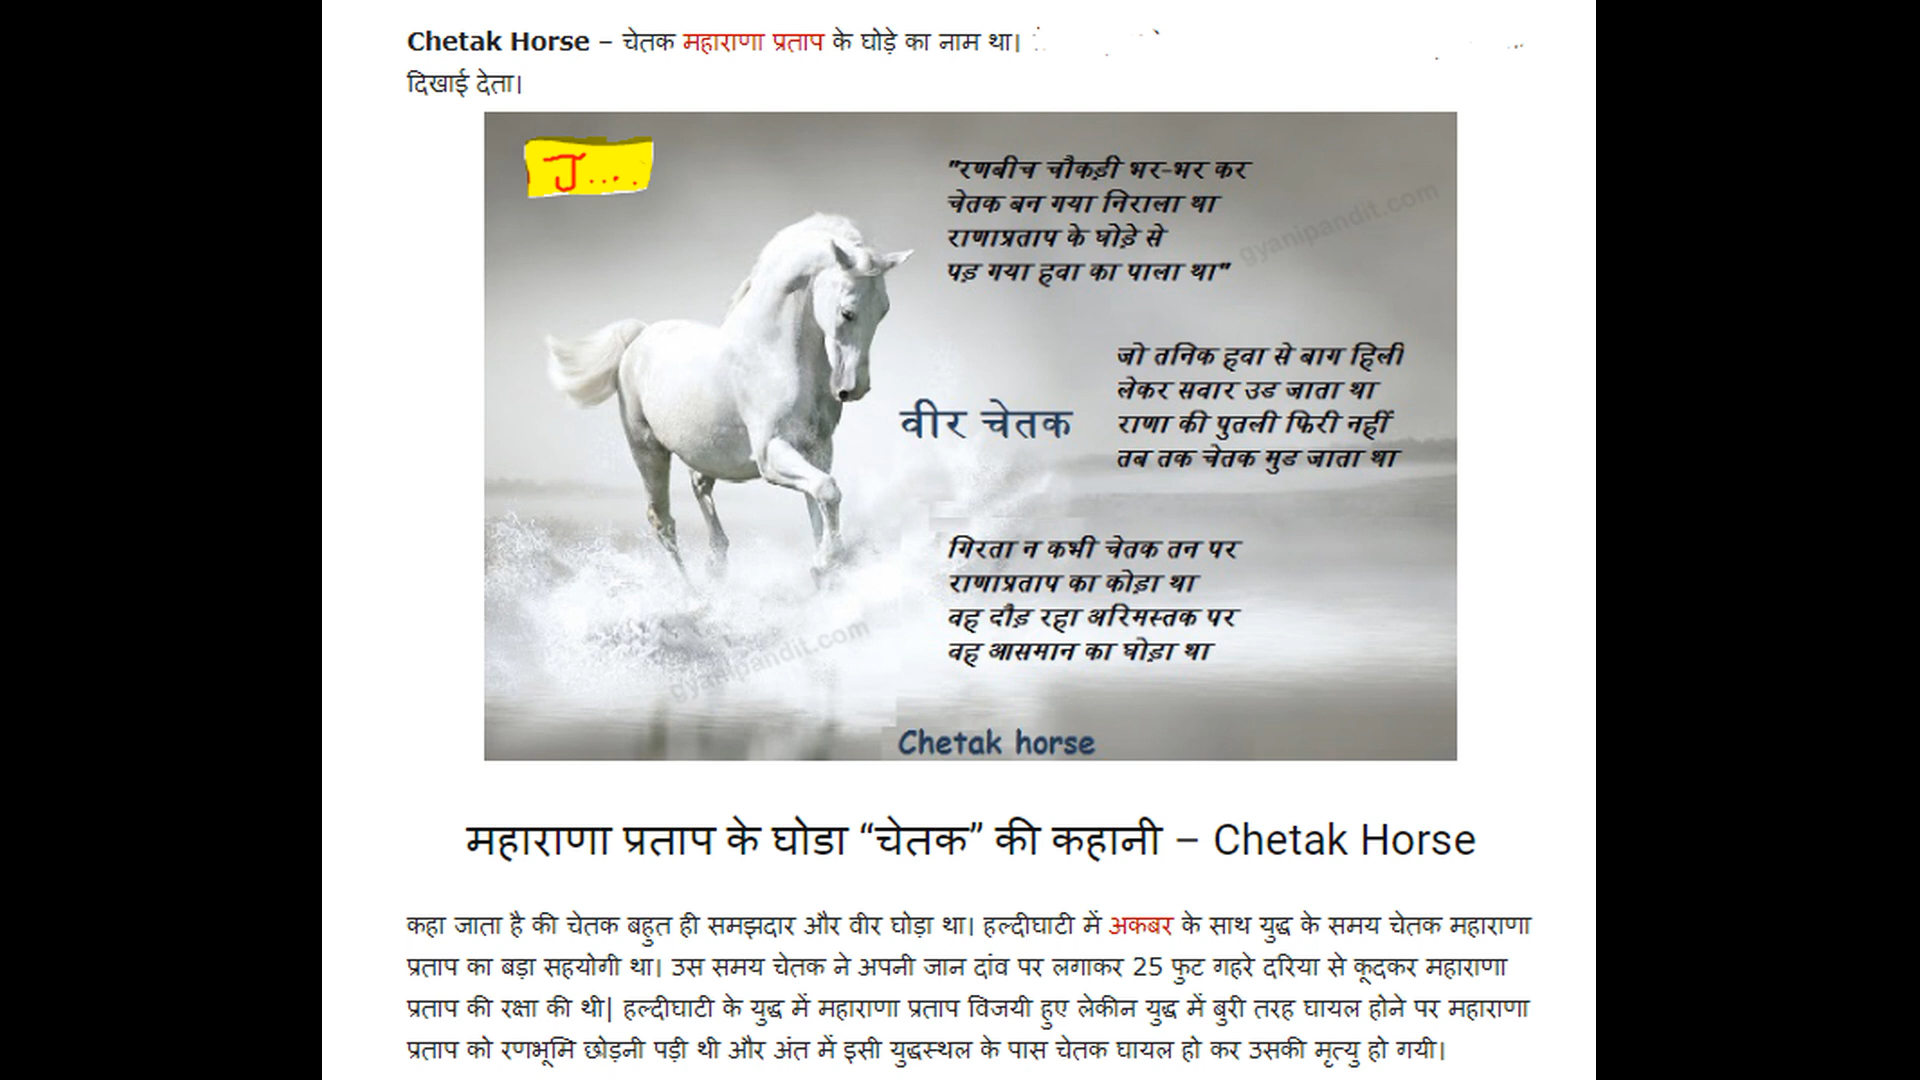 Chetak Horse – चेतक महाराणा प्रताप के घोड़े का नाम था।
दिखाई देता।
J....
"रणबीच चौकड़ी भर-भर कर
चेतक बन गया निराला था
राणाप्रताप के घोड़े से
पड़ गया हवा का पाला था"
gyanipandit.com
जो तनिक हवा से बाग हिली
लेकर सवार उड जाता था
राणा की पुतली फिरी नहीं
तब तक चेतक मुड जाता था
वीर चेतक
गिरता न कभी चेतक तन पर
राणाप्रताप का कोड़ा था
वह दौड़ रहा अरिमस्तक पर
वह आसमान का घोड़ा था
gyanipandit.com
Chetak horse
महाराणा प्रताप के घोडा “चेतक” की कहानी – Chetak Horse
कहा जाता है की चेतक बहुत ही समझदार और वीर घोड़ा था। हल्दीघाटी में अकबर के साथ युद्ध के समय चेतक महाराणा
प्रताप का बड़ा सहयोगी था। उस समय चेतक ने अपनी जान दांव पर लगाकर 25 फुट गहरे दरिया से कूदकर महाराणा
प्रताप की रक्षा की थी| हल्दीघाटी के युद्ध में महाराणा प्रताप विजयी हुए लेकीन युद्ध में बुरी तरह घायल होने पर महाराणा
प्रताप को रणभूमि छोड़नी पड़ी थी और अंत में इसी युद्धस्थल के पास चेतक घायल हो कर उसकी मृत्यु हो गयी।